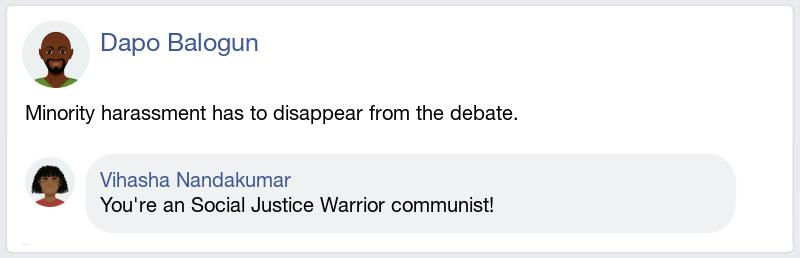 Dapo Balogun
Minority harassment has to disappear from the debate.
Vihasha Nandakumar
You're an Social Justice Warrior communist!